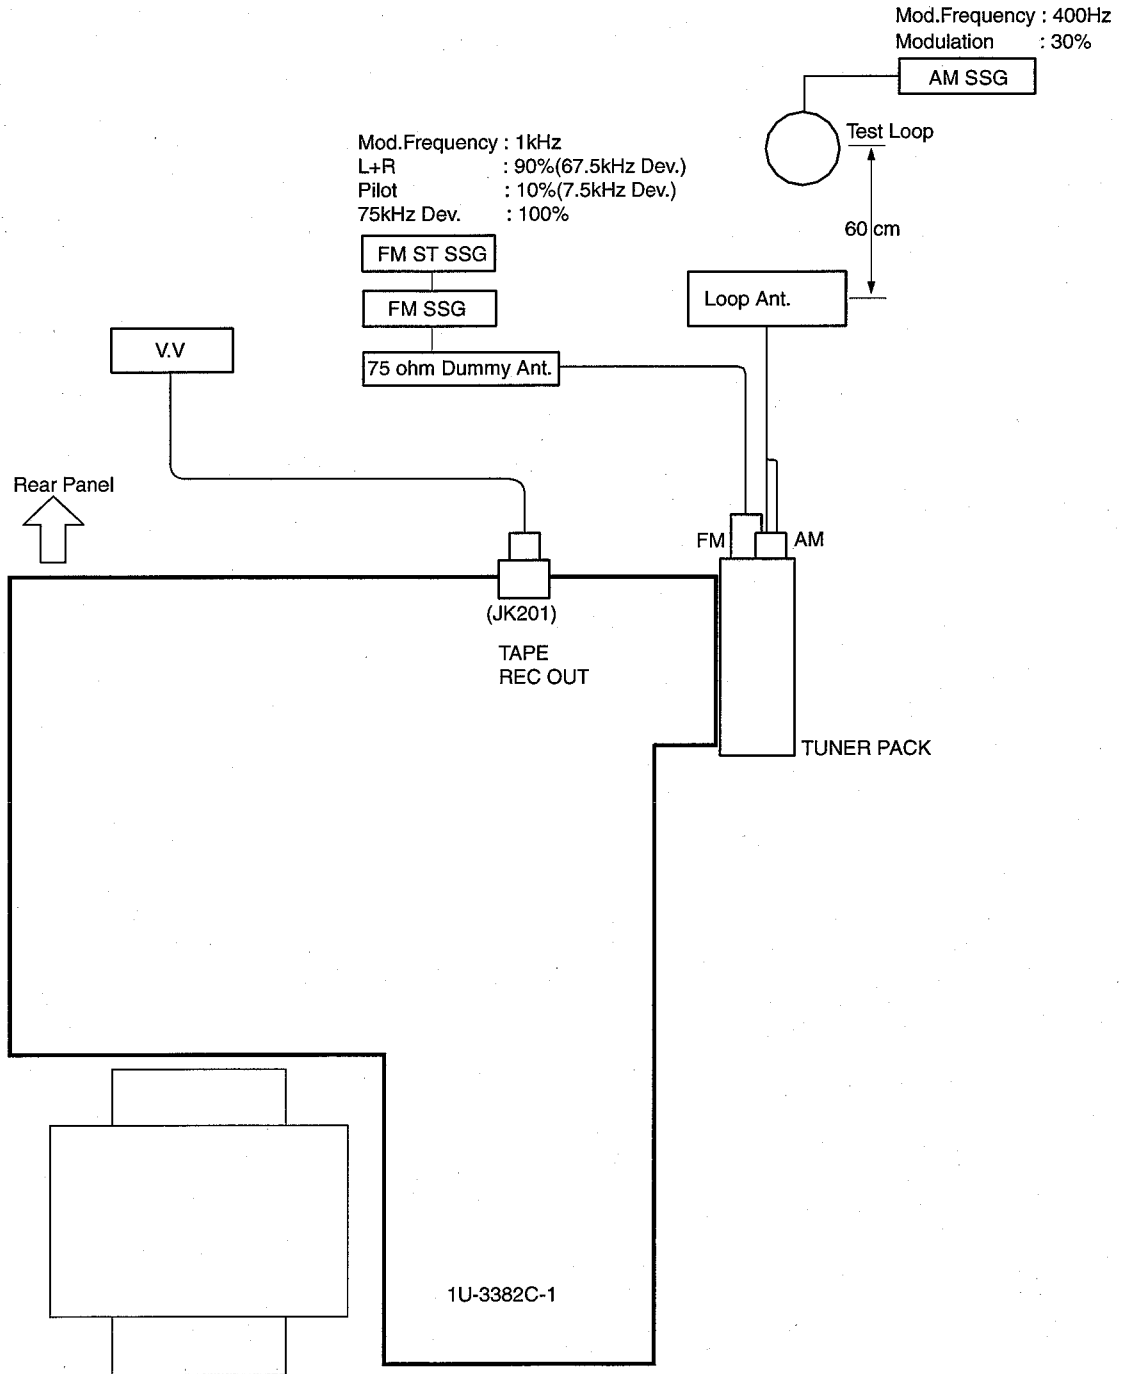 Mod.Frequency : 400Hz
Modulation : 30%
AM SSG
Test Loop
60 cm
Mod.Frequency : 1kHz
L+R : 90%(67.5kHz Dev.)
Pilot : 10%(7.5kHz Dev.)
75kHz Dev. : 100%
FM ST SSG
FM SSG
75 ohm Dummy Ant.
Loop Ant.
V.V
Rear Panel
FM
AM
(JK201)
TAPE
REC OUT
TUNER PACK
1U-3382C-1